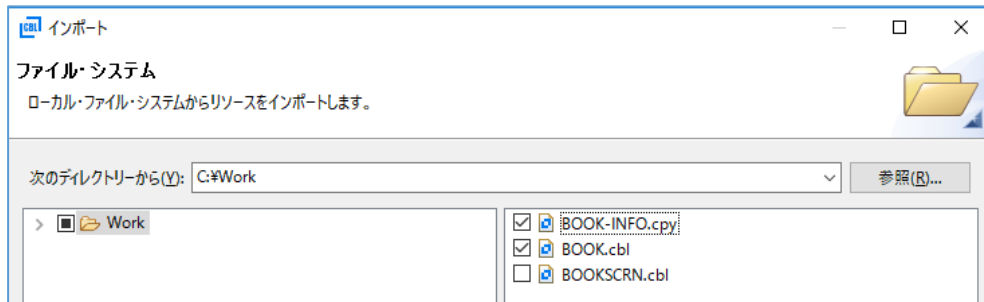 CBL インポート
ファイル・システム
ローカル・ファイル・システムからリソースをインポートします。
次のディレクトリーから(Y): C:¥Work 参照(R)...
Work
BOOK-INFO.cpy
BOOK.cbl
BOOKSCRN.cbl